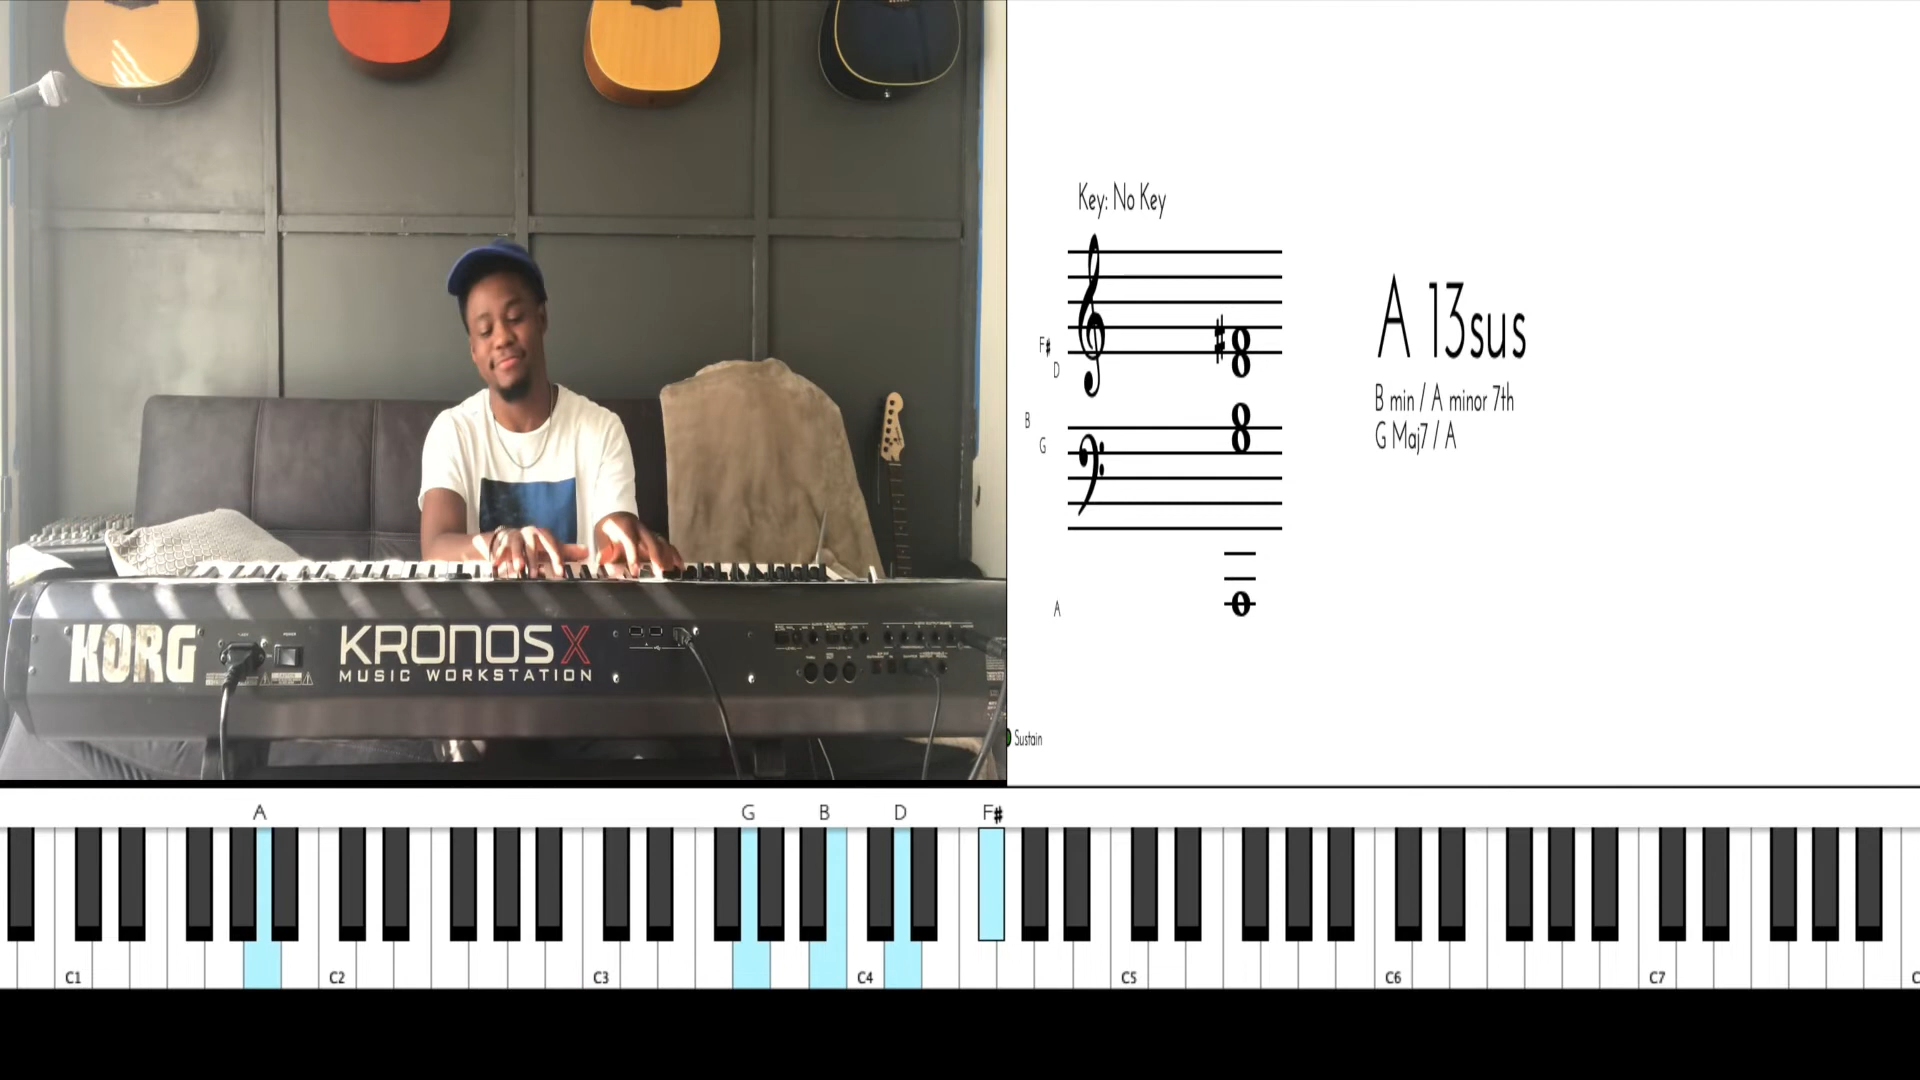 Key: No Key
F#
D
B
G
A
A 13sus
B min / A minor 7th
G Maj7 / A
KORG
KRONOS X
MUSIC WORKSTATION
Sustain
A G B D F#
C1 C2 C3 C4 C5 C6 C7